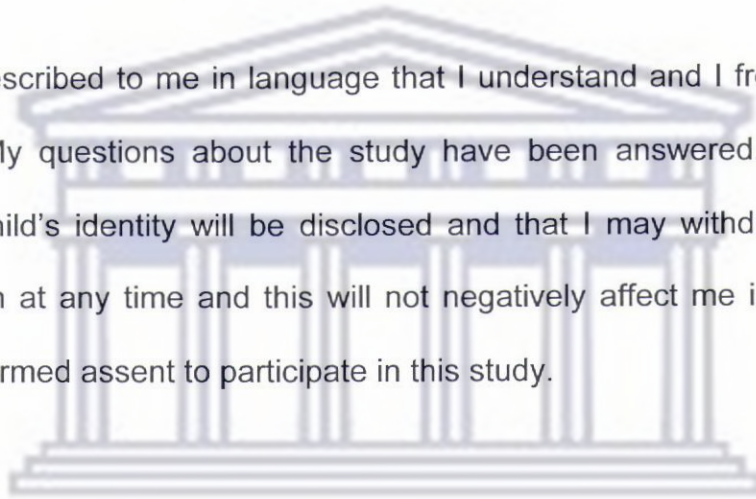 escribed to me in language that I understand and I fr
My questions about the study have been answered
hild's identity will be disclosed and that I may withd
n at any time and this will not negatively affect me i
rmed assent to participate in this study.